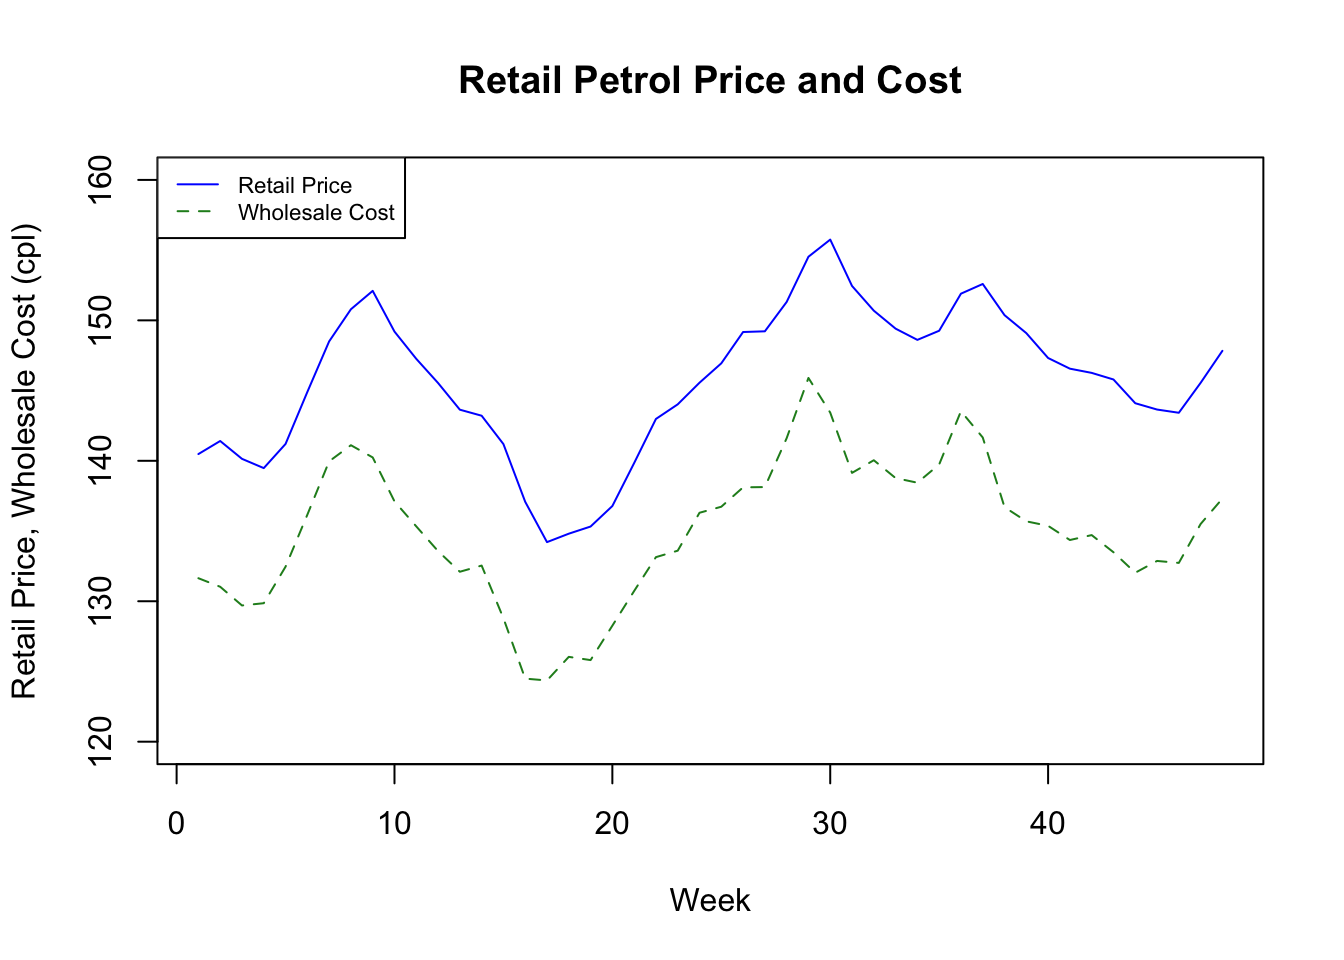 Retail Petrol Price and Cost
Retail Price
Wholesale Cost
Retail Price, Wholesale Cost (cpl)
160
150
140
130
120
0 10 20 30 40
Week